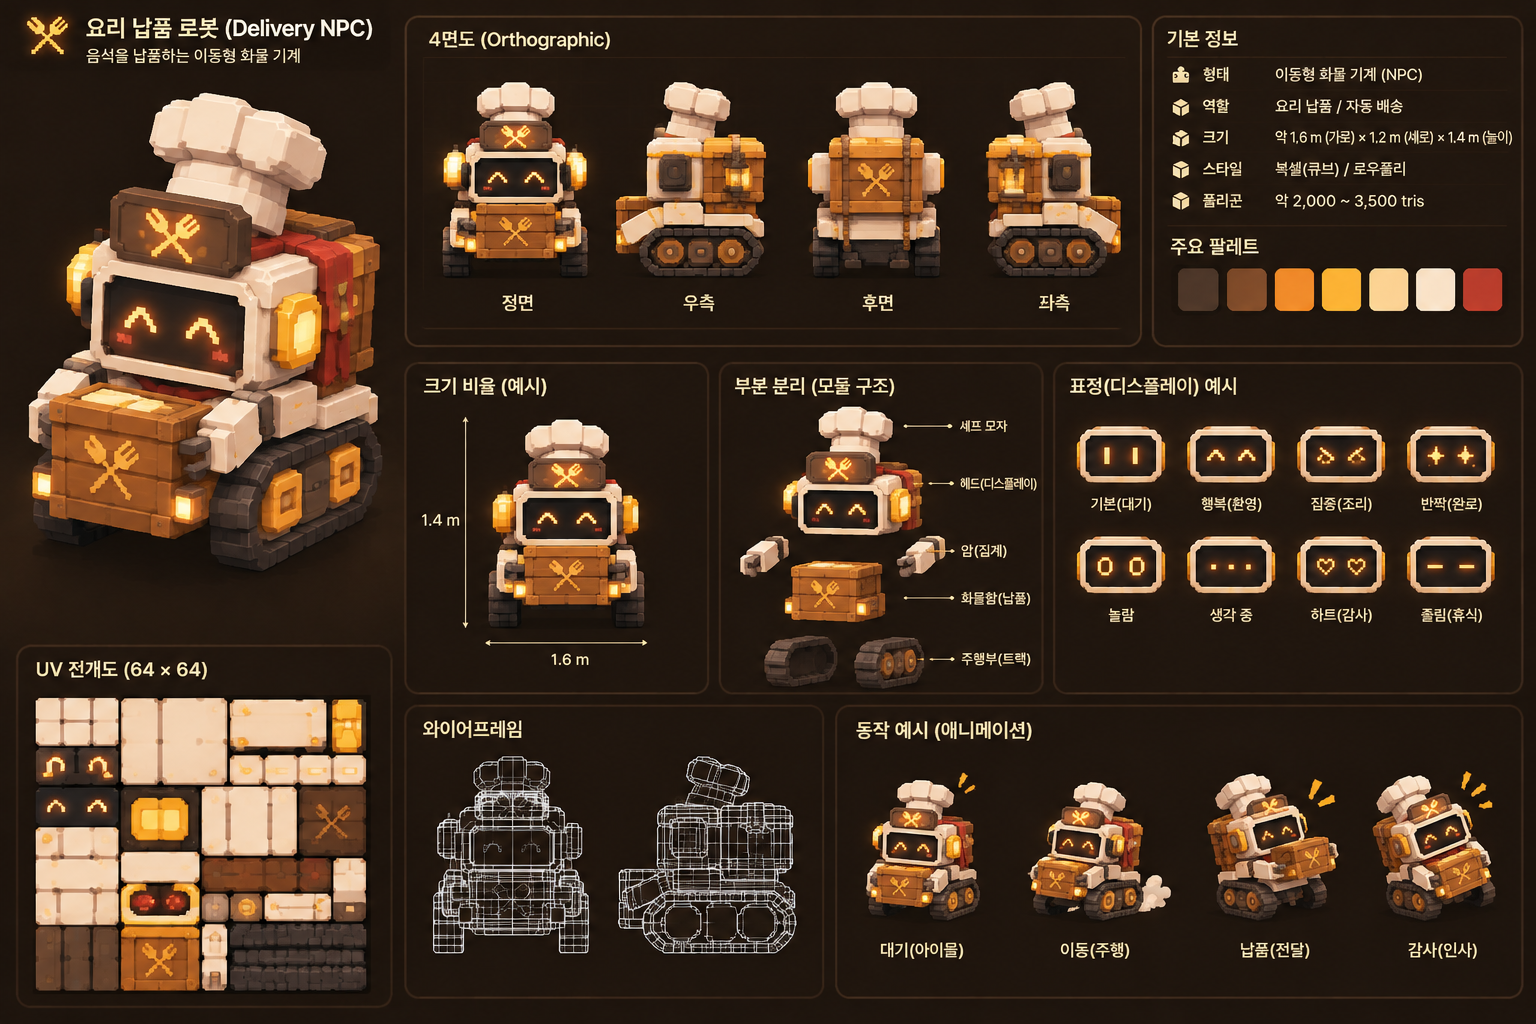 요리 납품 로봇 (Delivery NPC)
음식을 납품하는 이동형 화물 기계
4면도 (Orthographic)
정면
우측
후면
좌측
기본 정보
형태 이동형 화물 기계 (NPC)
역할 요리 납품 / 자동 배송
크기 약 1.6 m (가로) × 1.2 m (세로) × 1.4 m (높이)
스타일 복셀(큐브) / 로우폴리
폴리곤 약 2,000 ~ 3,500 tris
주요 팔레트
크기 비율 (예시)
1.4 m
1.6 m
부분 분리 (모둘 구조)
셰프 모자
헤드(디스플레이)
암(집게)
화물함(납품)
주행부(트랙)
표정(디스플레이) 예시
기본(대기)
행복(환영)
집중(조리)
반짝(완료)
놀람
생각 중
하트(감사)
졸림(휴식)
UV 전개도 (64 × 64)
와이어프레임
동작 예시 (애니메이션)
대기(아이들)
이동(주행)
납품(전달)
감사(인사)